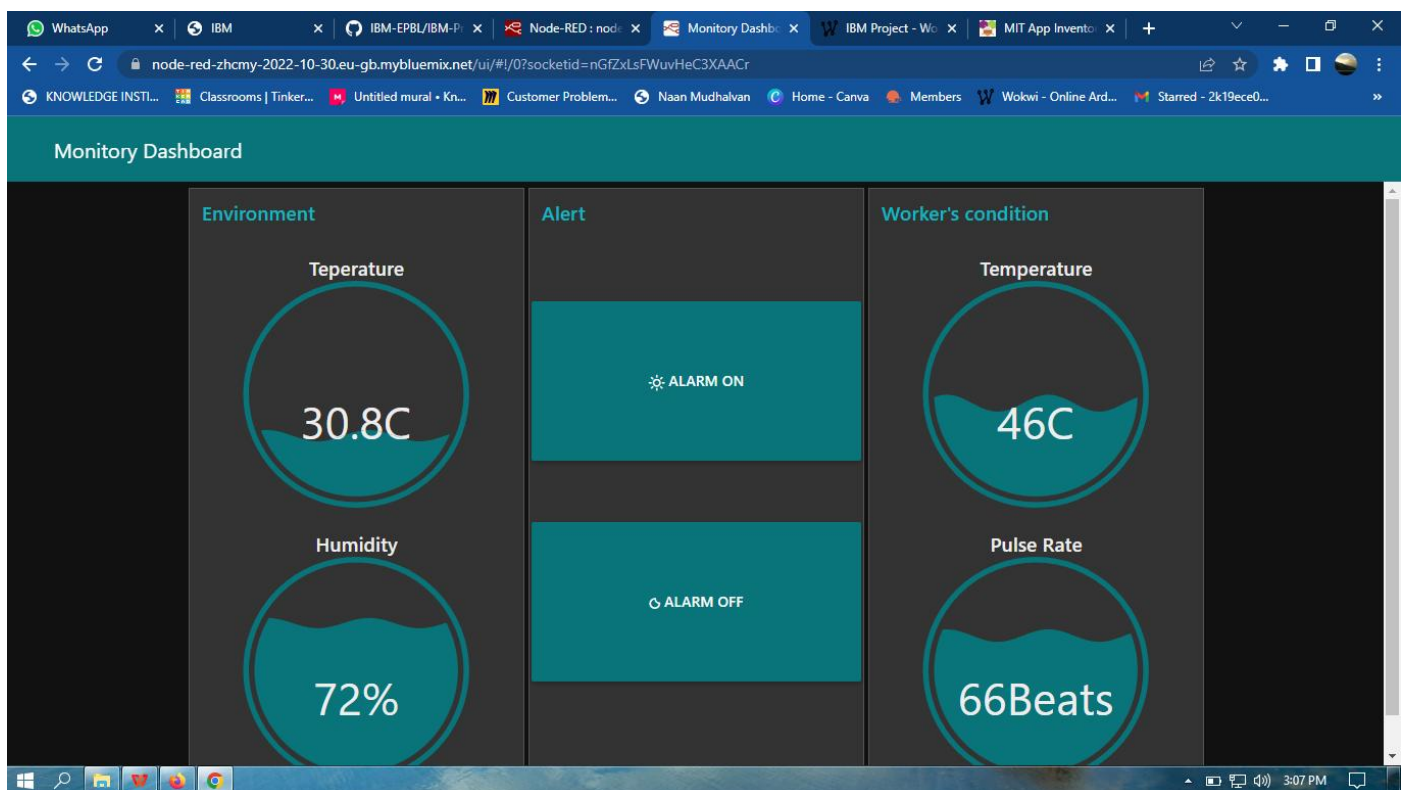 WhatsApp
IBM
IBM-EPBL/IBM-Pr
Node-RED : node
Monitory Dashbo
IBM Project - Wo
MIT App Inventor
node-red-zhcmy-2022-10-30.eu-gb.mybluemix.net/ui/#!/0?socketid=nGfZxLsFWuvHeC3XAACr
KNOWLEDGE INSTI...
Classrooms | Tinker...
Untitled mural • Kn...
Customer Problem...
Naan Mudhalvan
Home - Canva
Members
Wokwi - Online Ard...
Starred - 2k19ece0...
»
Monitory Dashboard
Environment
Teperature
30.8C
Humidity
72%
Alert
ALARM ON
ALARM OFF
Worker's condition
Temperature
46C
Pulse Rate
66Beats
3:07 PM